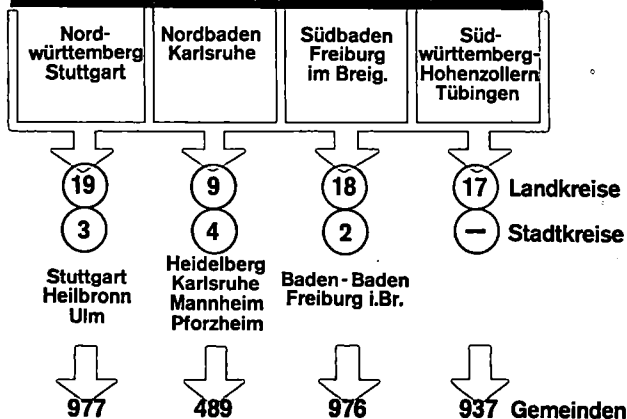 Nord-
württemberg
Stuttgart
Nordbaden
Karlsruhe
Südbaden
Freiburg
im Breig.
Süd-
württemberg-
Hohenzollern
Tübingen
19 9 18 17 Landkreise
3 4 2 – Stadtkreise
Stuttgart
Heilbronn
Ulm
Heidelberg
Karlsruhe
Mannheim
Pforzheim
Baden-Baden
Freiburg i.Br.
977 489 976 937 Gemeinden